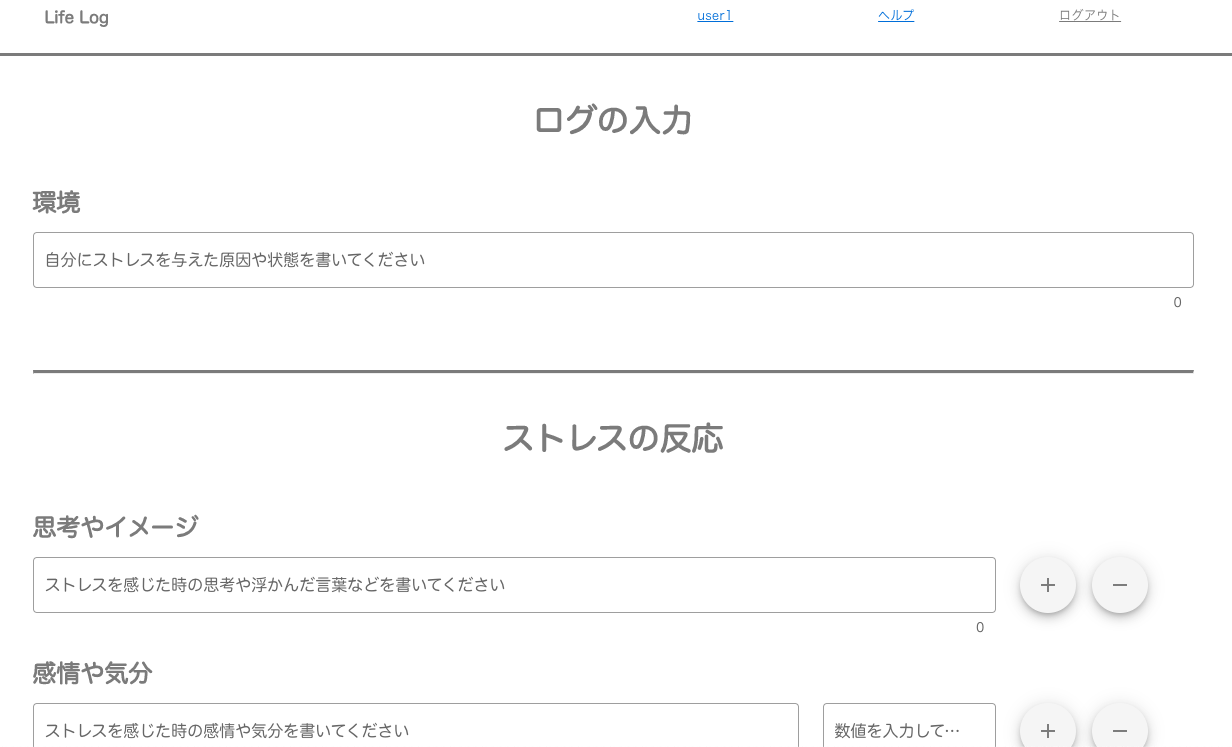 Life Log
user1
ヘルプ
ログアウト
ログの入力
環境
自分にストレスを与えた原因や状態を書いてください
0
ストレスの反応
思考やイメージ
ストレスを感じた時の思考や浮かんだ言葉などを書いてください
+
−
0
感情や気分
ストレスを感じた時の感情や気分を書いてください
数値を入力して…
+
−